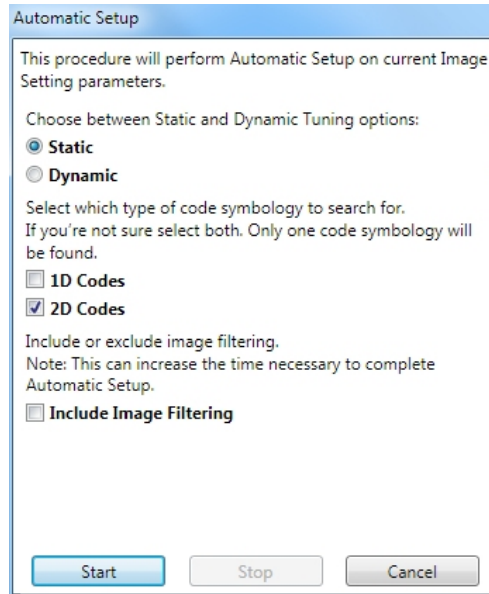 Automatic Setup
This procedure will perform Automatic Setup on current Image
Setting parameters.
Choose between Static and Dynamic Tuning options:
Static
Dynamic
Select which type of code symbology to search for.
If you're not sure select both. Only one code symbology will
be found.
1D Codes
2D Codes
Include or exclude image filtering.
Note: This can increase the time necessary to complete
Automatic Setup.
Include Image Filtering
Start Stop Cancel